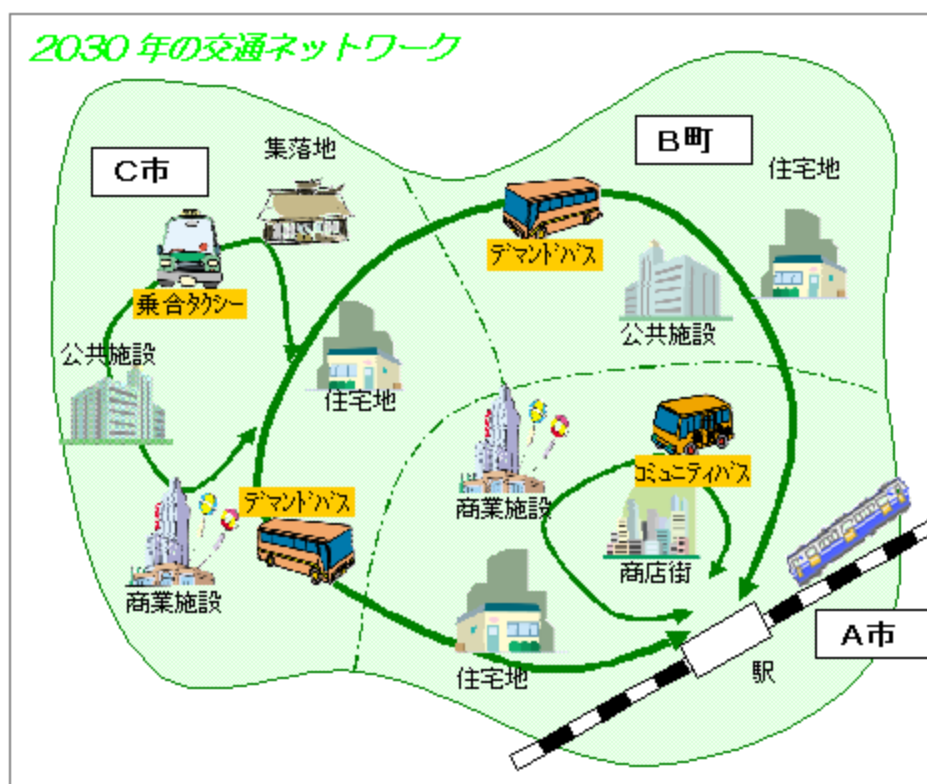 2030年の交通ネットワーク
C市
集落地
B町
住宅地
デマンドバス
乗合タクシー
公共施設
公共施設
住宅地
商業施設
コミュニティバス
デマンドバス
商店街
商業施設
A市
住宅地
駅